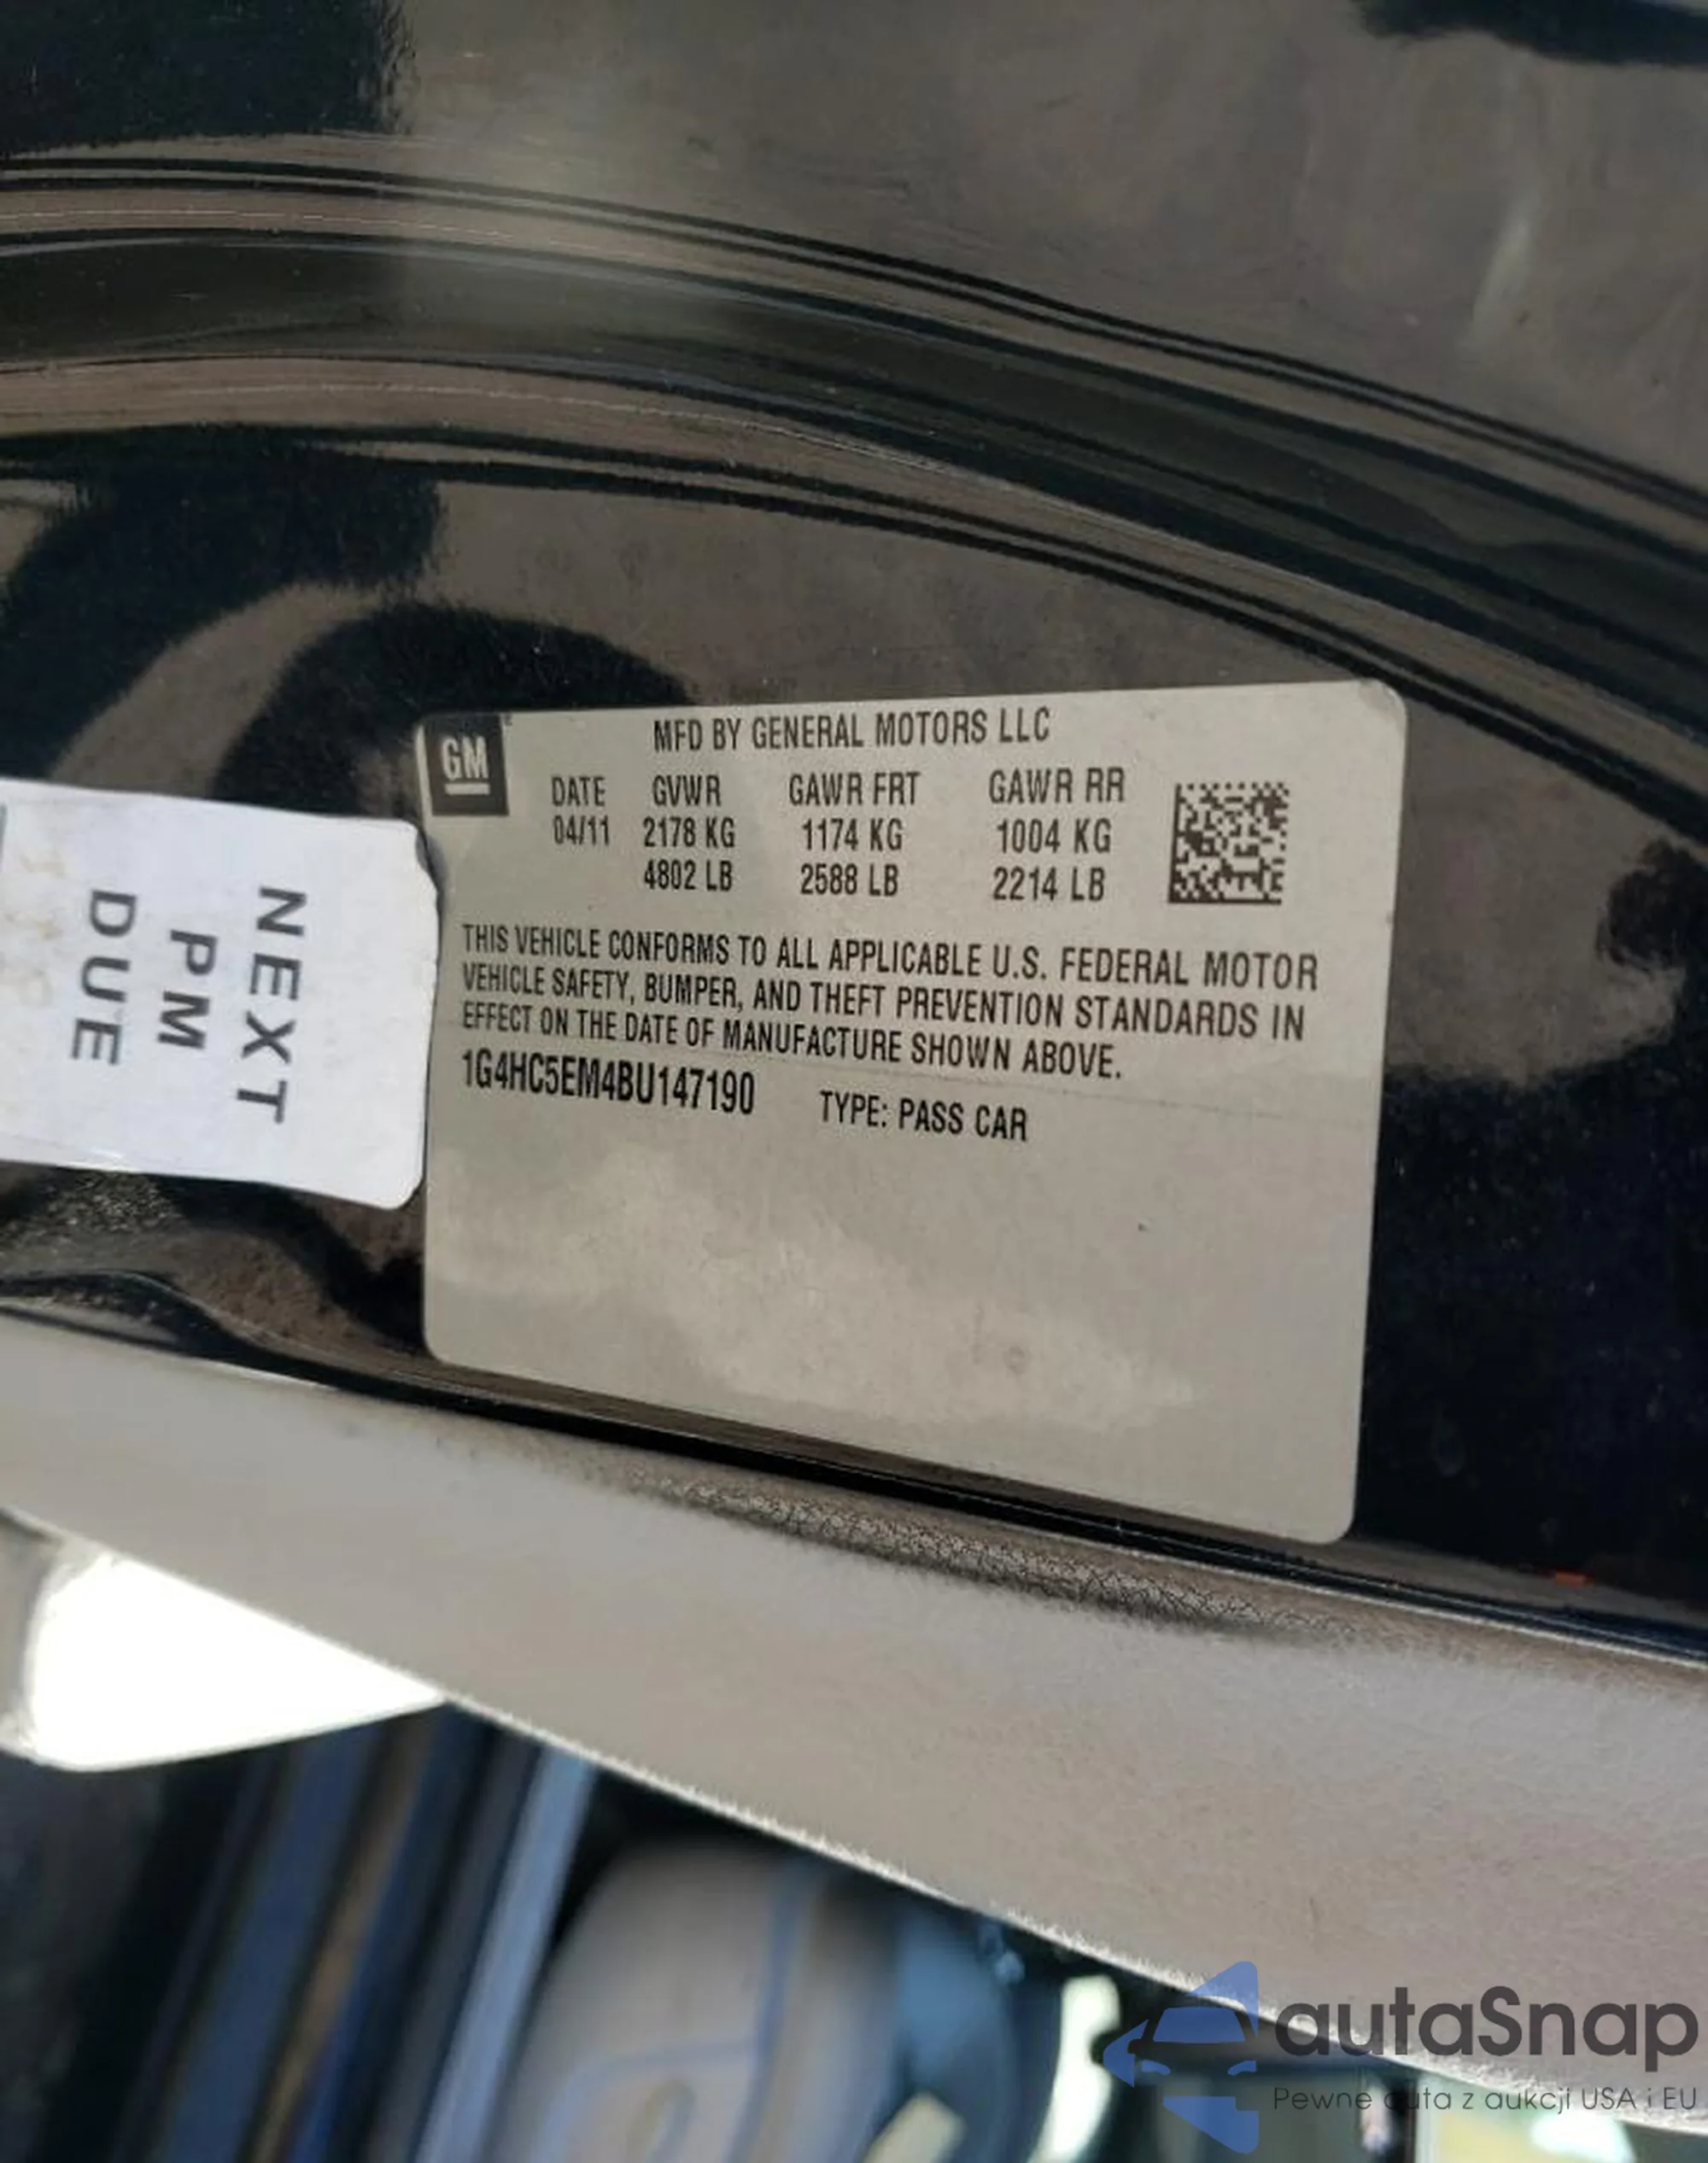 GM
MFD BY GENERAL MOTORS LLC
DATE GVWR GAWR FRT GAWR RR
04/11 2178 KG 1174 KG 1004 KG
4802 LB 2588 LB 2214 LB
THIS VEHICLE CONFORMS TO ALL APPLICABLE U.S. FEDERAL MOTOR
VEHICLE SAFETY, BUMPER, AND THEFT PREVENTION STANDARDS IN
EFFECT ON THE DATE OF MANUFACTURE SHOWN ABOVE.
1G4HC5EM4BU147190 TYPE: PASS CAR
NEXT
PM
DUE
autaSnap
Pewne auta z aukcji USA i EU